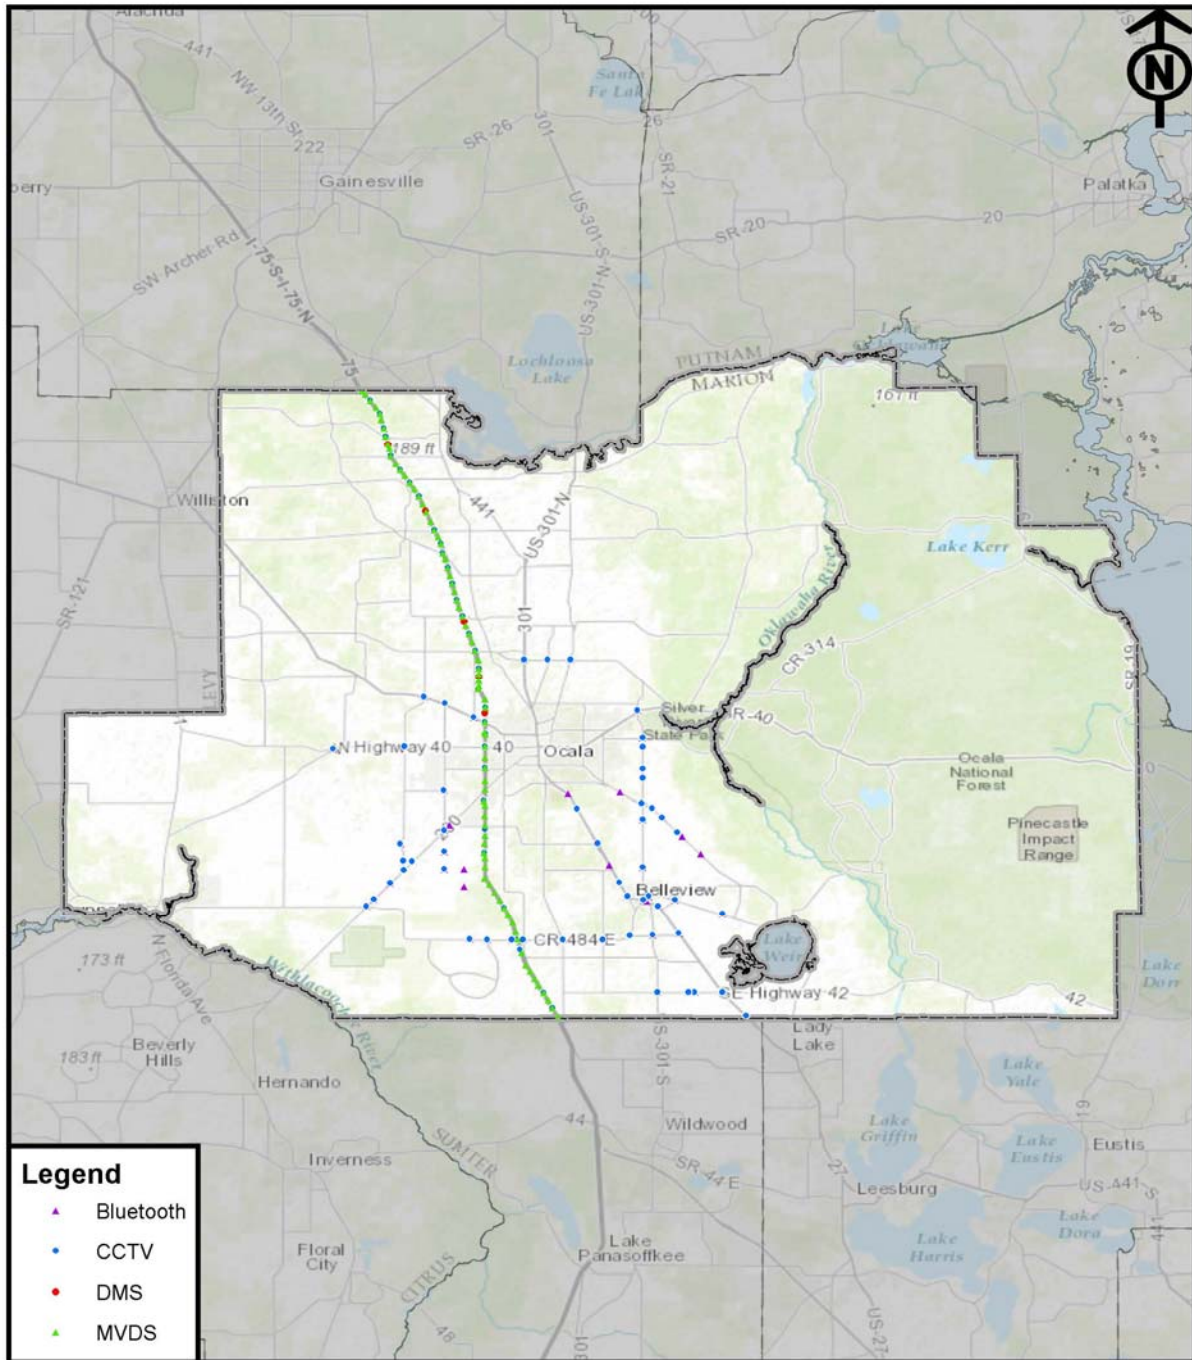 Alachua
441
US-1
N
Santa
Fe Lake
NW 13th St
301
26
SR-26
222
SR-21
Gainesville
Palatka
berry
US-301-S-N
20
SR-20
SW Archer Rd
I-75-S-I-75-N
US-301-N
Lochloosa
Lake
PUTNAM
MARION
75
167 ft
189 ft
Williston
441
US-301-N
Lake Kerr
SR-121
Oklawaha River
301
CR-314
SR-19
LEVY
Silver
State Park
SR-40
N Highway 40
40
Ocala
Ocala
National
Forest
200
Pinecastle
Impact
Range
Belleview
CR-484-E
Lake
Weir
N Florida Ave
173 ft
Withlacoochee River
Lake
Dorr
SE Highway 42
42
Beverly
Hills
Lady
Lake
183 ft
Hernando
US-301-S
Lake
Yale
19
44
Wildwood
Lake
Griffin
Eustis
Lake
Eustis
SUMTER
Inverness
SR-44-E
27
Leesburg
US-441-S
Legend
Bluetooth
CCTV
DMS
MVDS
Floral
City
CITRUS
Lake
Panasoffkee
Lake
Harris
Lake
Dora
441
48
301
US-27